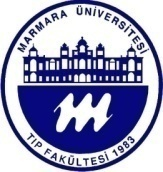 MARMARA ÜNİVERSİTESİ
TIP FAKÜLTESİ 1983